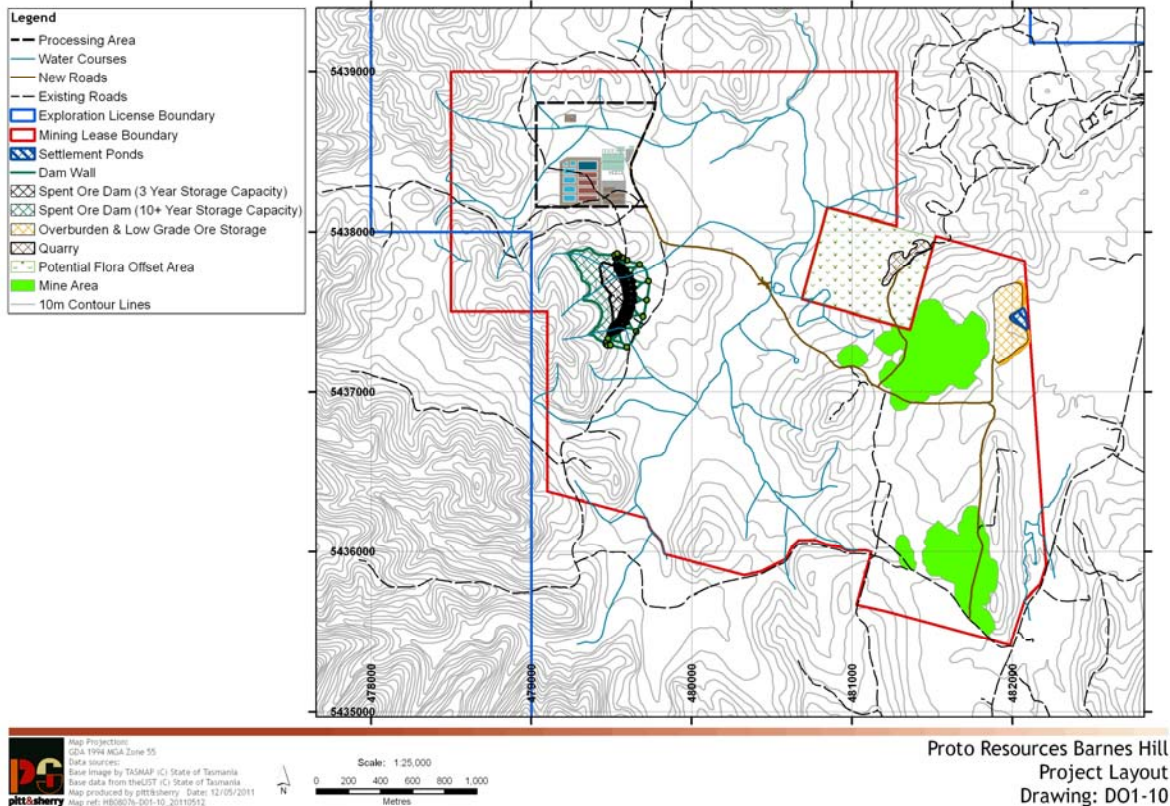 Legend
Processing Area
Water Courses
New Roads
Existing Roads
Exploration License Boundary
Mining Lease Boundary
Settlement Ponds
Dam Wall
Spent Ore Dam (3 Year Storage Capacity)
Spent Ore Dam (10+ Year Storage Capacity)
Overburden & Low Grade Ore Storage
Quarry
Potential Flora Offset Area
Mine Area
10m Contour Lines
5439000
5438000
5437000
5436000
5435000
478000
479000
480000
481000
482000
pitt&sherry
Map Projection:
GDA 1994 MGA Zone 55
Data sources:
Base image by TASMAP (C) State of Tasmania
Base data from theLIST (C) State of Tasmania
Map produced by pitt&sherry Date: 12/05/2011
Map ref: HB08076-D01-10_20110512
N
Scale: 1:25,000
0 200 400 600 800 1,000
Metres
Proto Resources Barnes Hill
Project Layout
Drawing: DO1-10